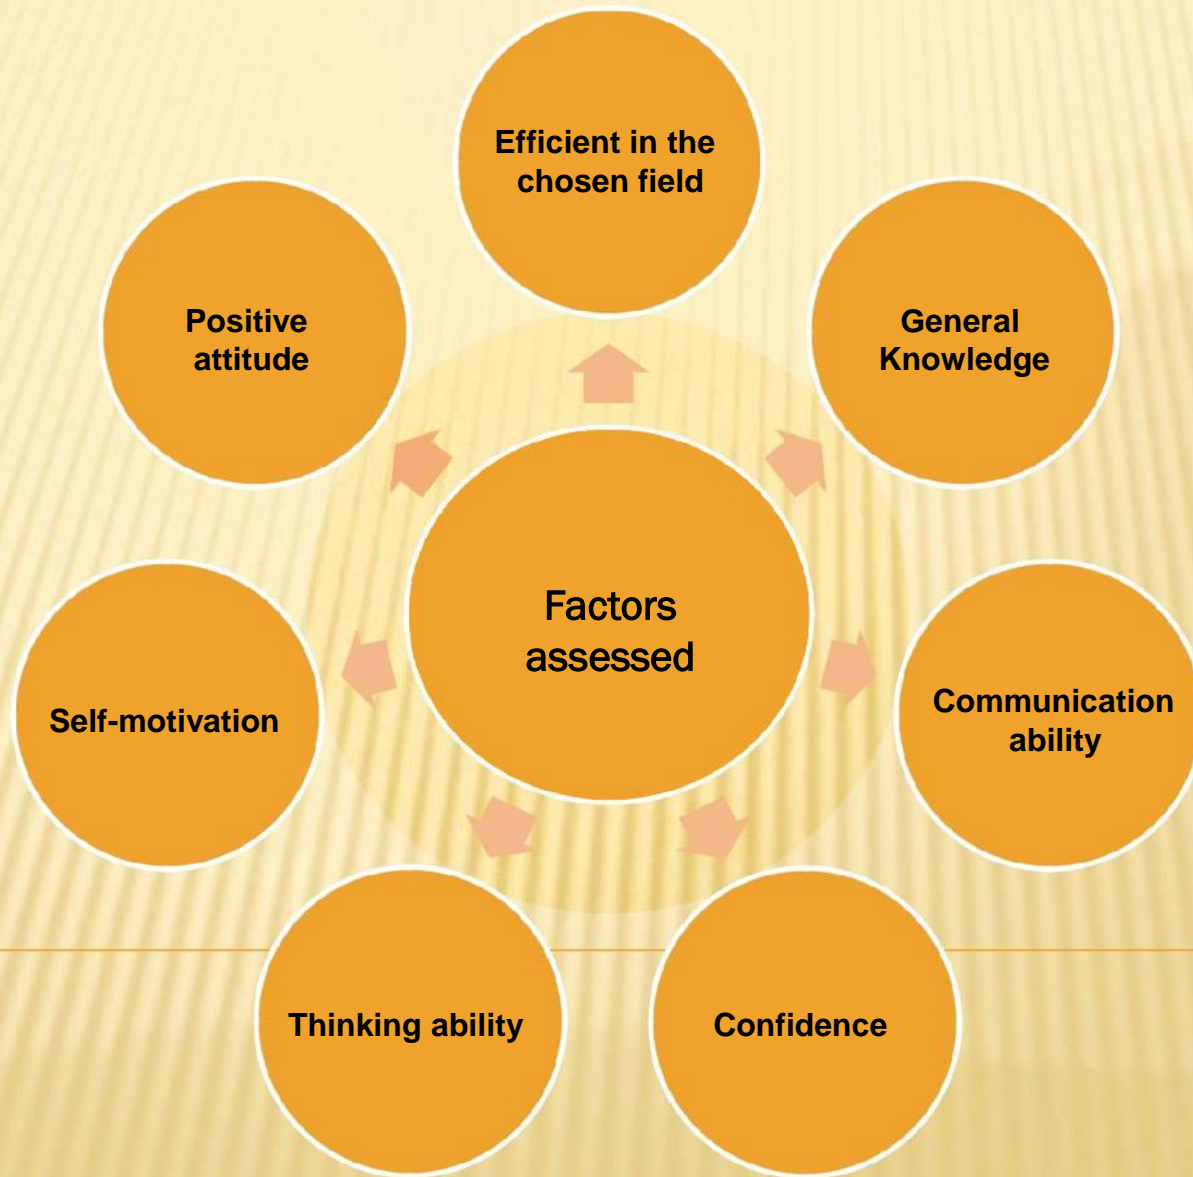 Efficient in the
chosen field
Positive
attitude
General
Knowledge
Factors
assessed
Self-motivation
Communication
ability
Thinking ability
Confidence